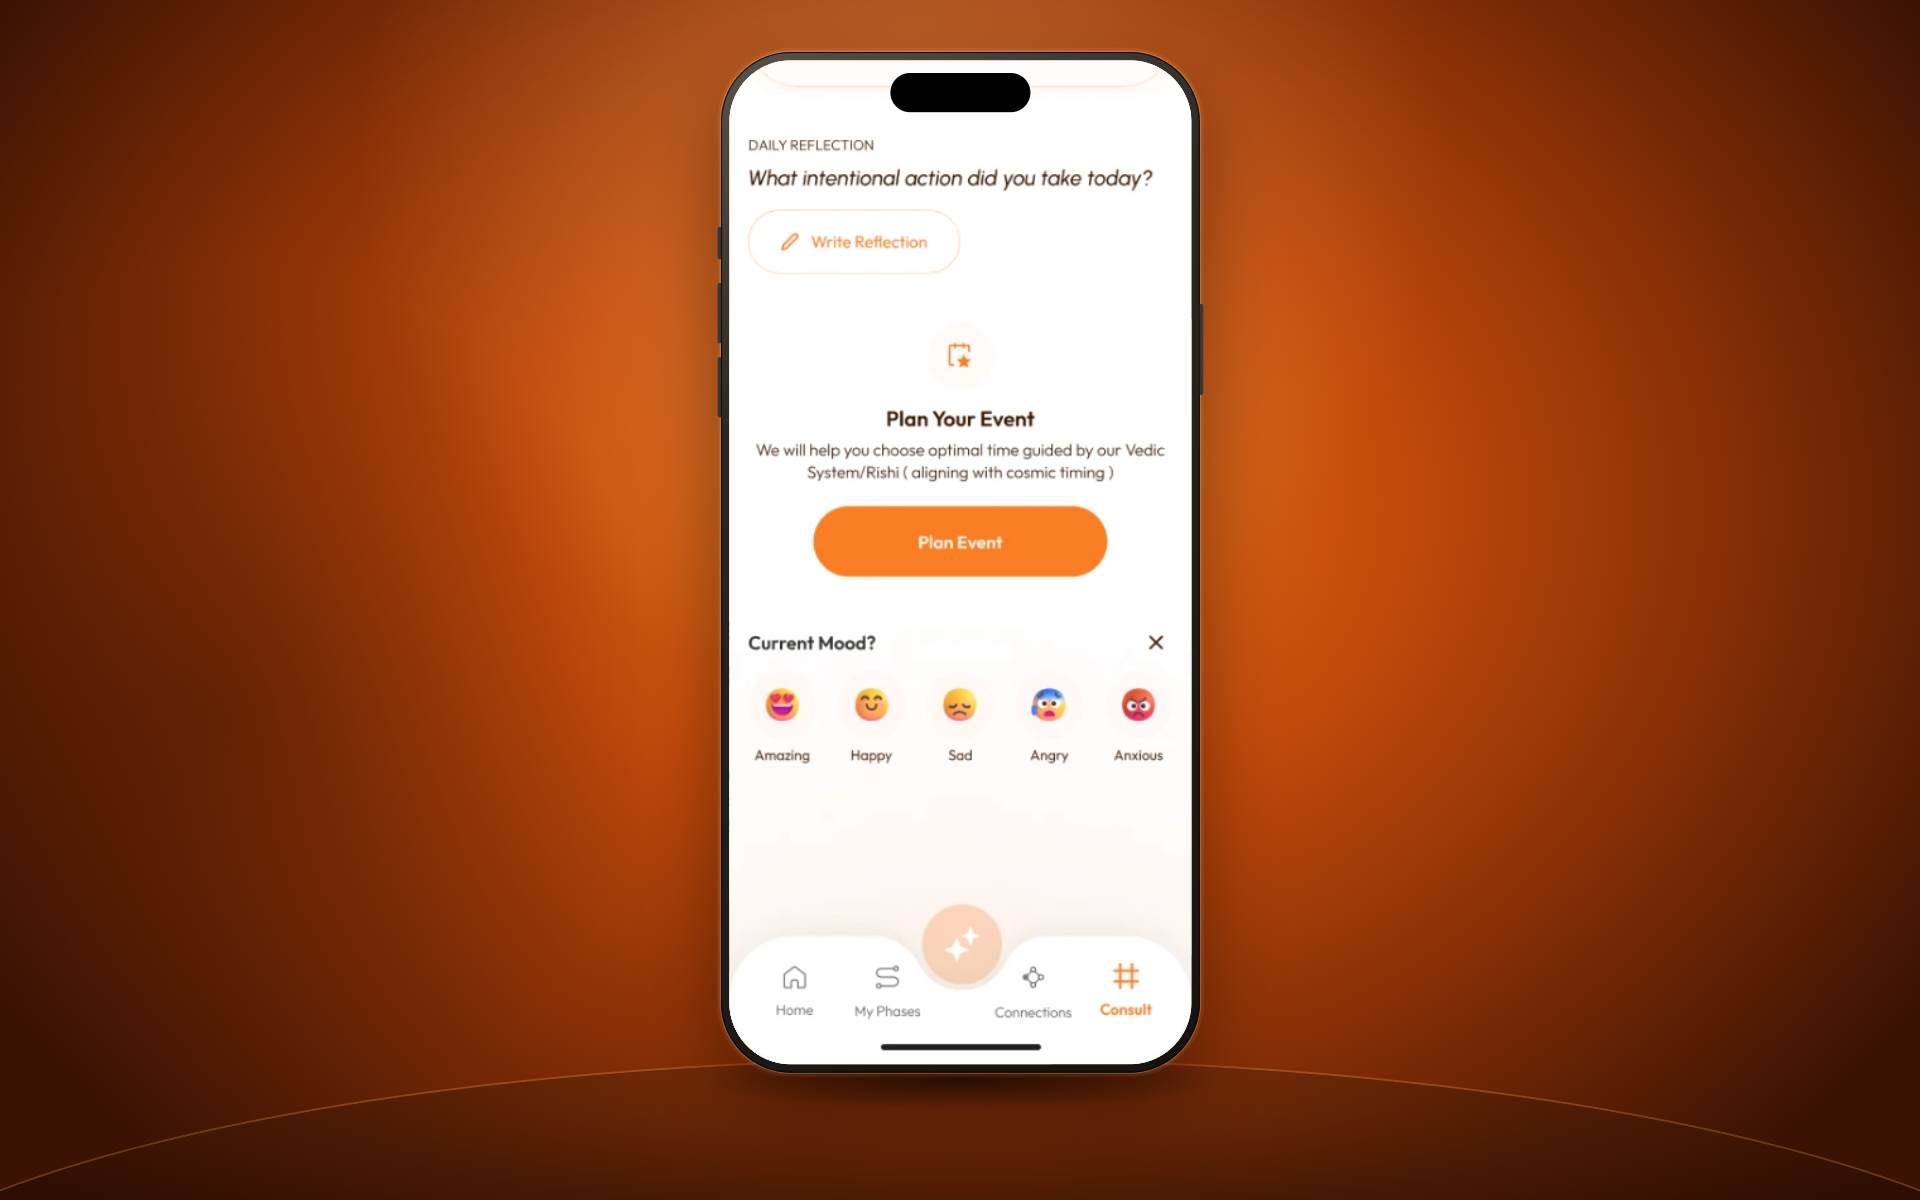 DAILY REFLECTION
What intentional action did you take today?
Write Reflection
Plan Your Event
We will help you choose optimal time guided by our Vedic
System/Rishi ( aligning with cosmic timing )
Plan Event
Current Mood?
Amazing
Happy
Sad
Angry
Anxious
Home
My Phases
Connections
Consult